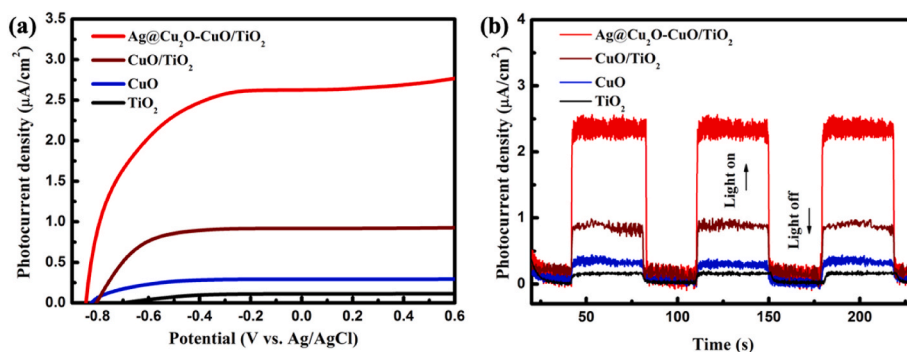 (a)
3.5
3.0
2.5
2.0
1.5
1.0
0.5
0.0
Photocurrent density (μA/cm²)
Ag@Cu₂O-CuO/TiO₂
CuO/TiO₂
CuO
TiO₂
-0.8 -0.6 -0.4 -0.2 0.0 0.2 0.4 0.6
Potential (V vs. Ag/AgCl)
(b)
4
3
2
1
0
Photocurrent density (μA/cm²)
Ag@Cu₂O-CuO/TiO₂
CuO/TiO₂
CuO
TiO₂
Light on
Light off
50 100 150 200
Time (s)